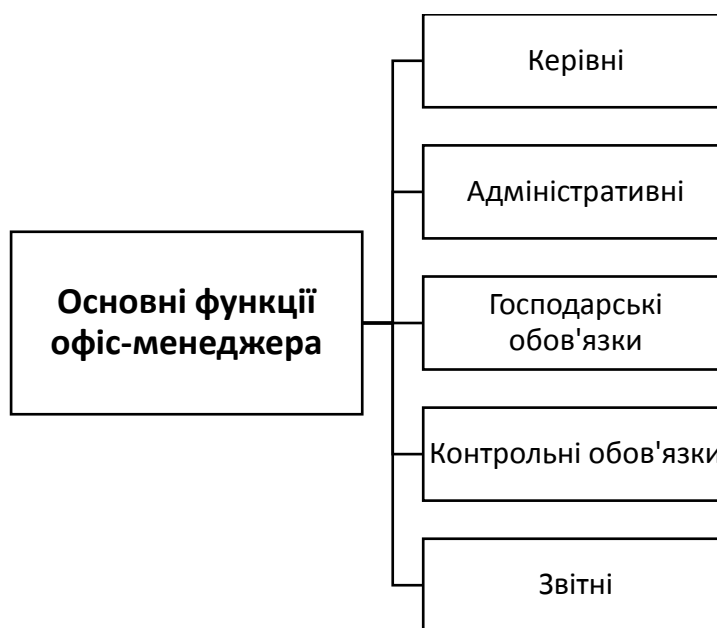 Керівні
Адміністративні
Основні функції
офіс-менеджера
Господарські
обов'язки
Контрольні обов'язки
Звітні